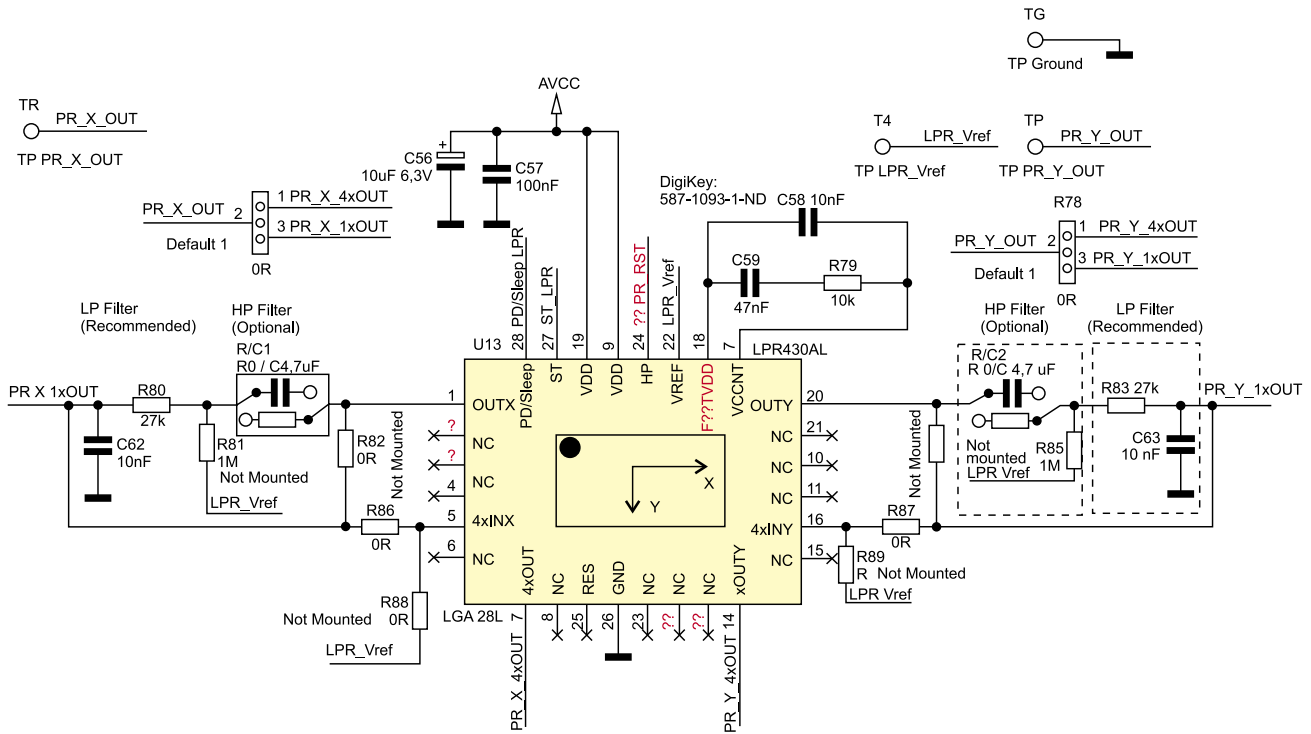 TG
TP Ground
AVCC
TR
PR_X_OUT
TP PR_X_OUT
T4
LPR_Vref
TP LPR_Vref
TP
PR_Y_OUT
TP PR_Y_OUT
+
C56
10uF 6,3V
C57
100nF
DigiKey:
587-1093-1-ND
C58 10nF
C59
47nF
R79
10k
PR_X_OUT
2
1 PR_X_4xOUT
3 PR_X_1xOUT
Default 1
0R
R78
PR_Y_OUT
2
1 PR_Y_4xOUT
3 PR_Y_1xOUT
Default 1
0R
LP Filter
(Recommended)
HP Filter
(Optional)
R/C1
R0 / C4,7uF
PR X 1xOUT
R80
27k
C62
10nF
R81
1M
Not Mounted
LPR_Vref
R82
0R
Not Mounted
R86
0R
R88
0R
Not Mounted
LPR_Vref
U13
LPR430AL
28 PD/Sleep LPR
27 ST_LPR
19
9
24 ?? PR RST
22 LPR_Vref
18
7
PD/Sleep
ST
VDD
VDD
HP
VREF
F??TVDD
VCCNT
1
OUTX
?
NC
?
NC
4
5
4xINX
6
NC
X
Y
OUTY
20
NC
21
NC
10
NC
11
4xINY
16
NC
15
4xOUT
NC
RES
GND
NC
NC
NC
xOUTY
LGA 28L
PR_X_4xOUT 7
8
25
26
23
??
??
PR_Y_4xOUT 14
HP Filter
(Optional)
LP Filter
(Recommended)
R/C2
R 0/C 4,7 uF
R83 27k
PR_Y_1xOUT
Not Mounted
Not
mounted
LPR Vref
R85
1M
C63
10 nF
R87
0R
R89
R
Not Mounted
LPR Vref